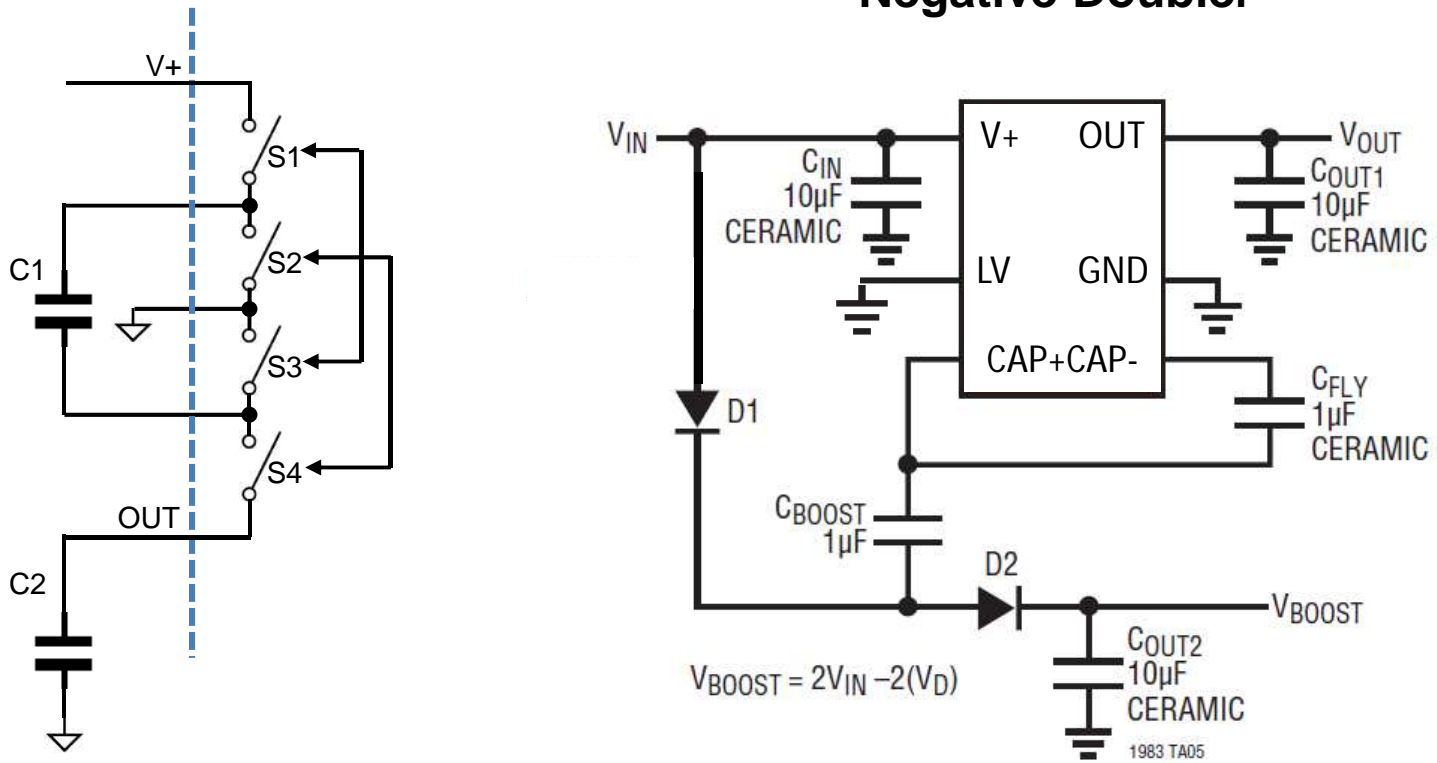 Negative Doubler
V+
S1
S2
C1
S3
S4
OUT
C2
VIN
CIN
10µF
CERAMIC
V+ OUT
LV GND
CAP+CAP-
VOUT
COUT1
10µF
CERAMIC
CFLY
1µF
CERAMIC
D1
CBOOST
1µF
D2
VBOOST
COUT2
10µF
CERAMIC
VBOOST = 2VIN –2(VD)
1983 TA05